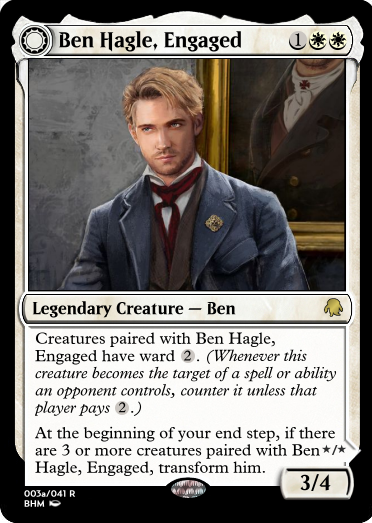 Ben Hagle, Engaged 1
Legendary Creature — Ben
Creatures paired with Ben Hagle,
Engaged have ward 2. (Whenever this
creature becomes the target of a spell or ability
an opponent controls, counter it unless that
player pays 2.)
At the beginning of your end step, if there
are 3 or more creatures paired with Ben
Hagle, Engaged, transform him.
*/*
3/4
003a/041 R
BHM